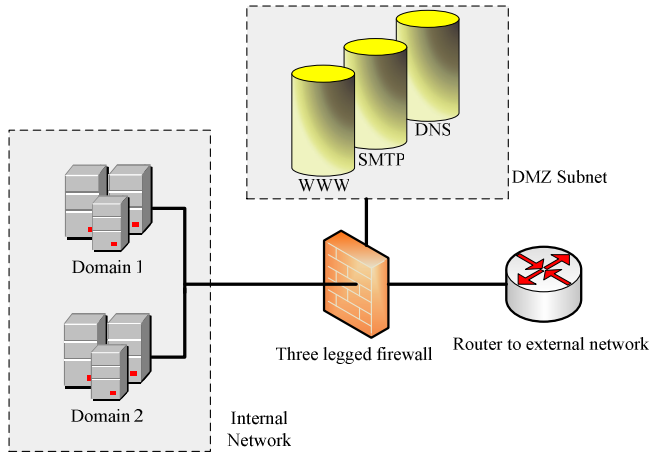 DNS
SMTP
WWW
DMZ Subnet
Domain 1
Three legged firewall
Router to external network
Domain 2
Internal
Network